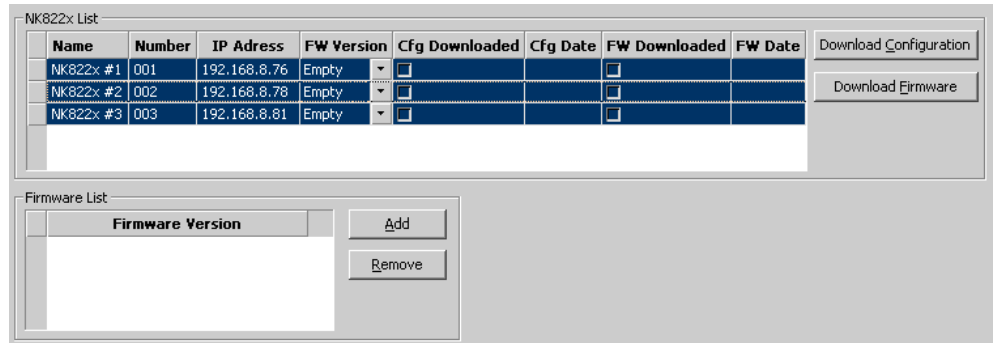 NK822x List
Name Number IP Adress FW Version Cfg Downloaded Cfg Date FW Downloaded FW Date
NK822x #1 001 192.168.8.76 Empty
NK822x #2 002 192.168.8.78 Empty
NK822x #3 003 192.168.8.81 Empty
Download Configuration
Download Firmware
Firmware List
Firmware Version
Add
Remove